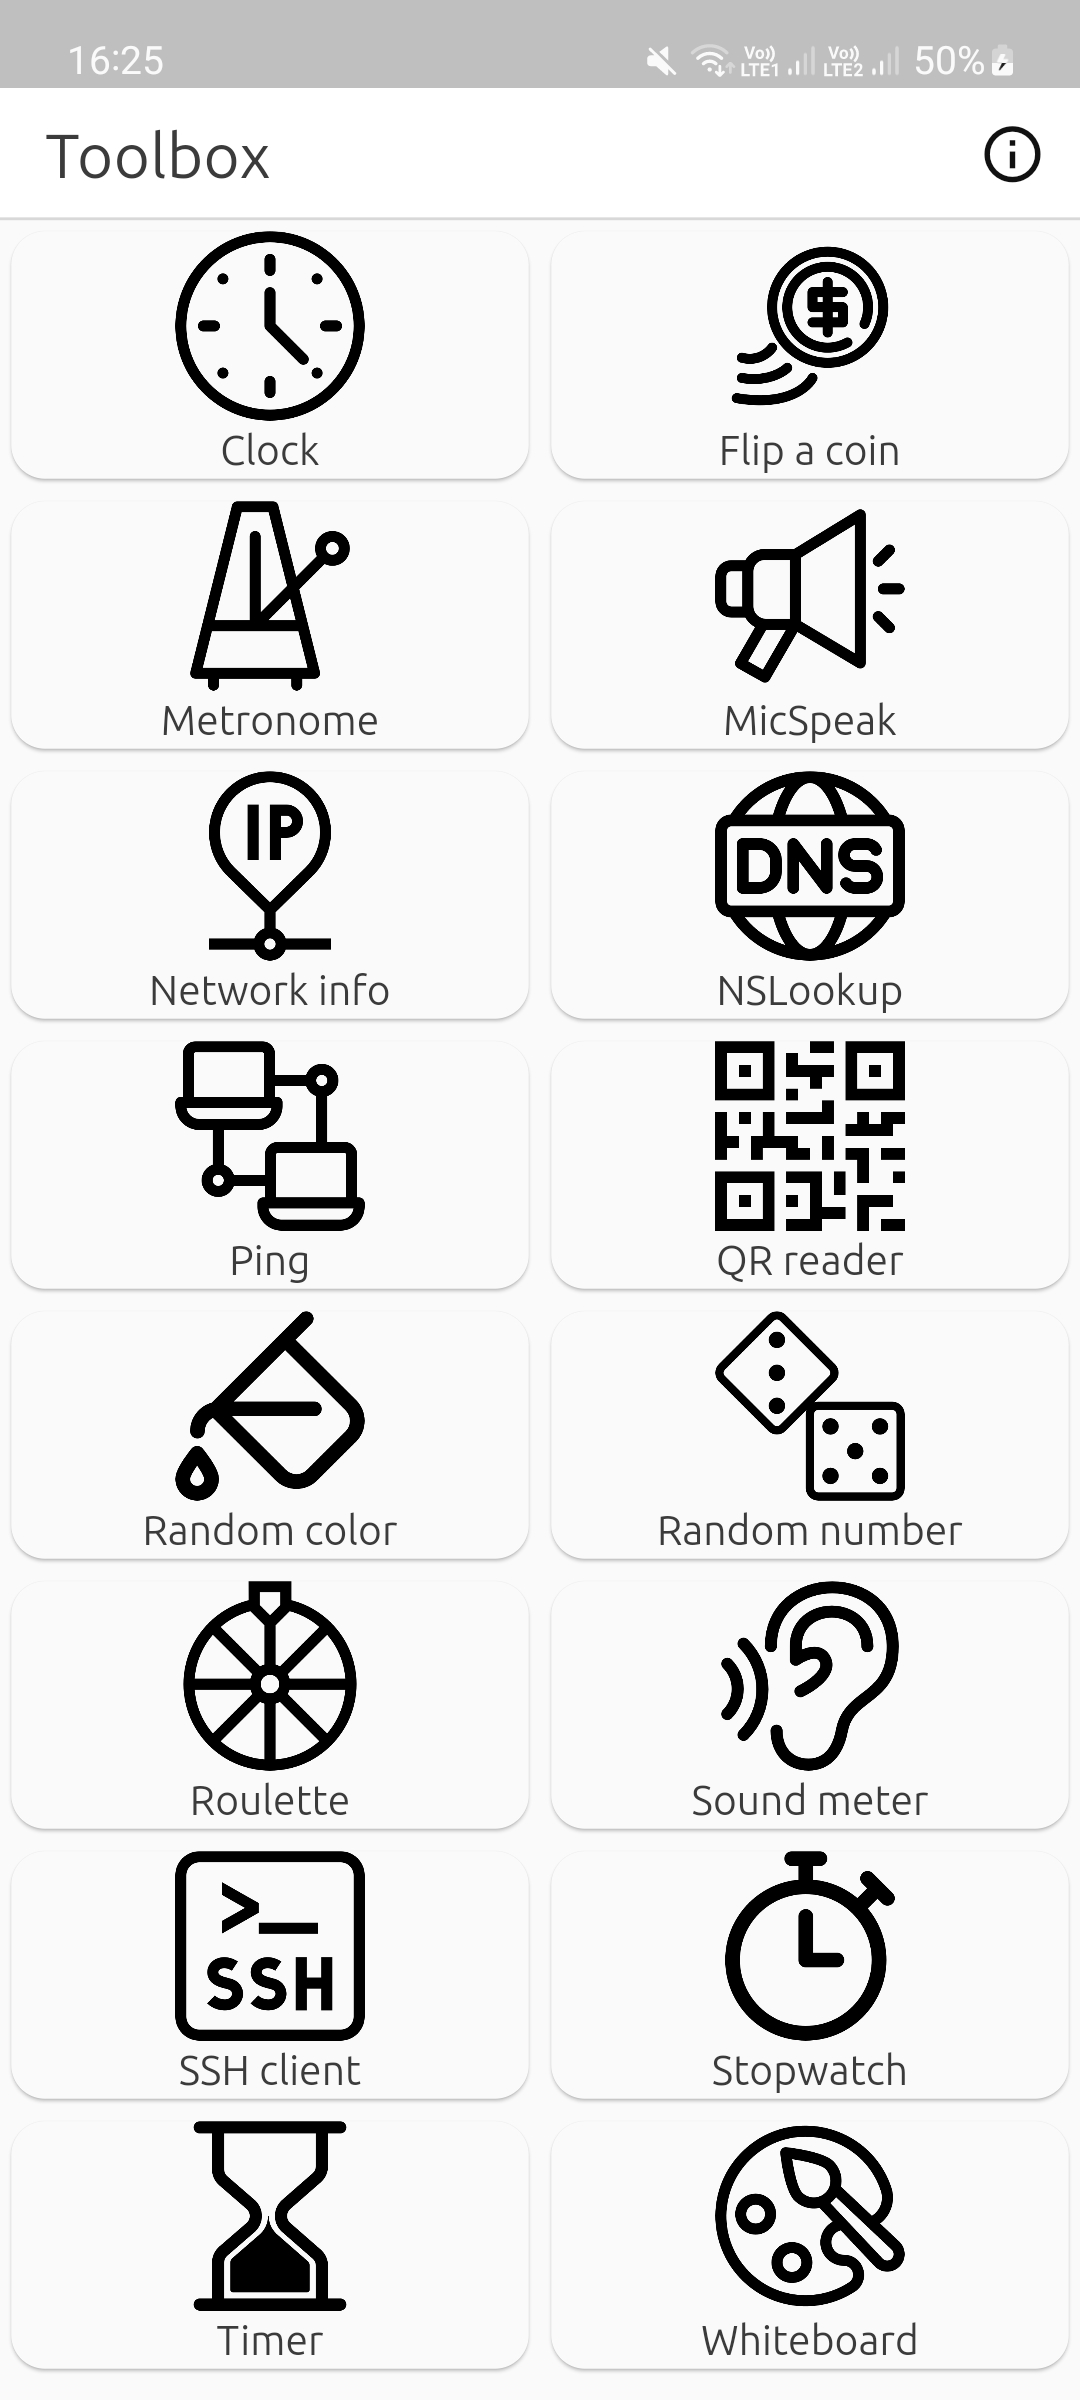 16:25 Vo)) LTE1 Vo)) LTE2 50%
Toolbox
$
Clock Flip a coin
Metronome MicSpeak
IP DNS
Network info NSLookup
Ping QR reader
Random color Random number
Roulette Sound meter
>_
SSH
SSH client Stopwatch
Timer Whiteboard